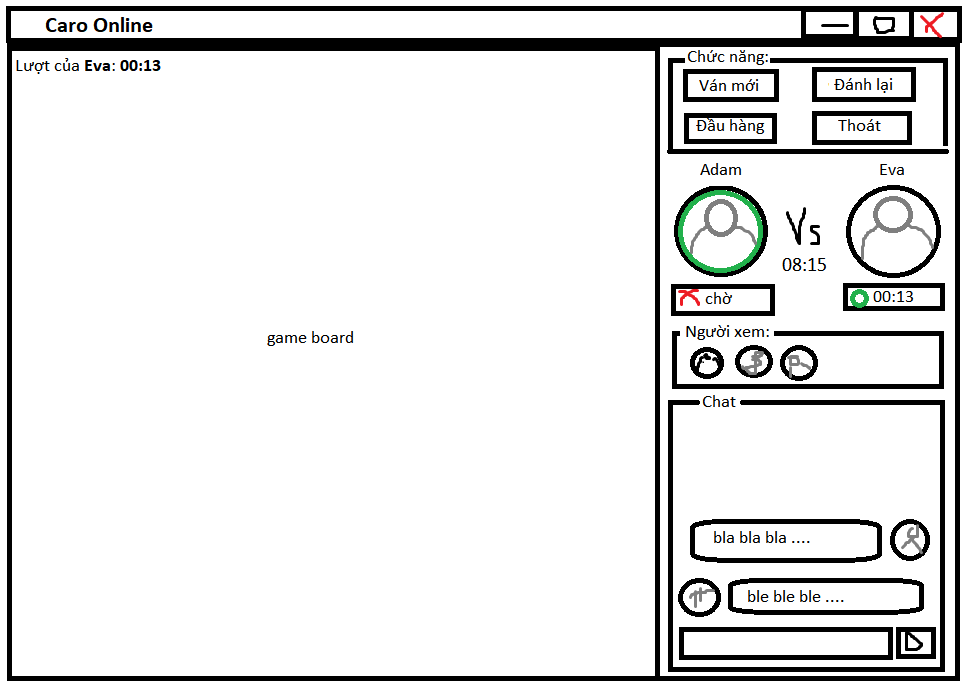 Caro Online
Lượt của Eva: 00:13
game board
Chức năng:
Ván mới
Đánh lại
Đầu hàng
Thoát
Adam
Eva
Vs
08:15
chờ
00:13
Người xem:
Chat
bla bla bla ....
ble ble ble ....